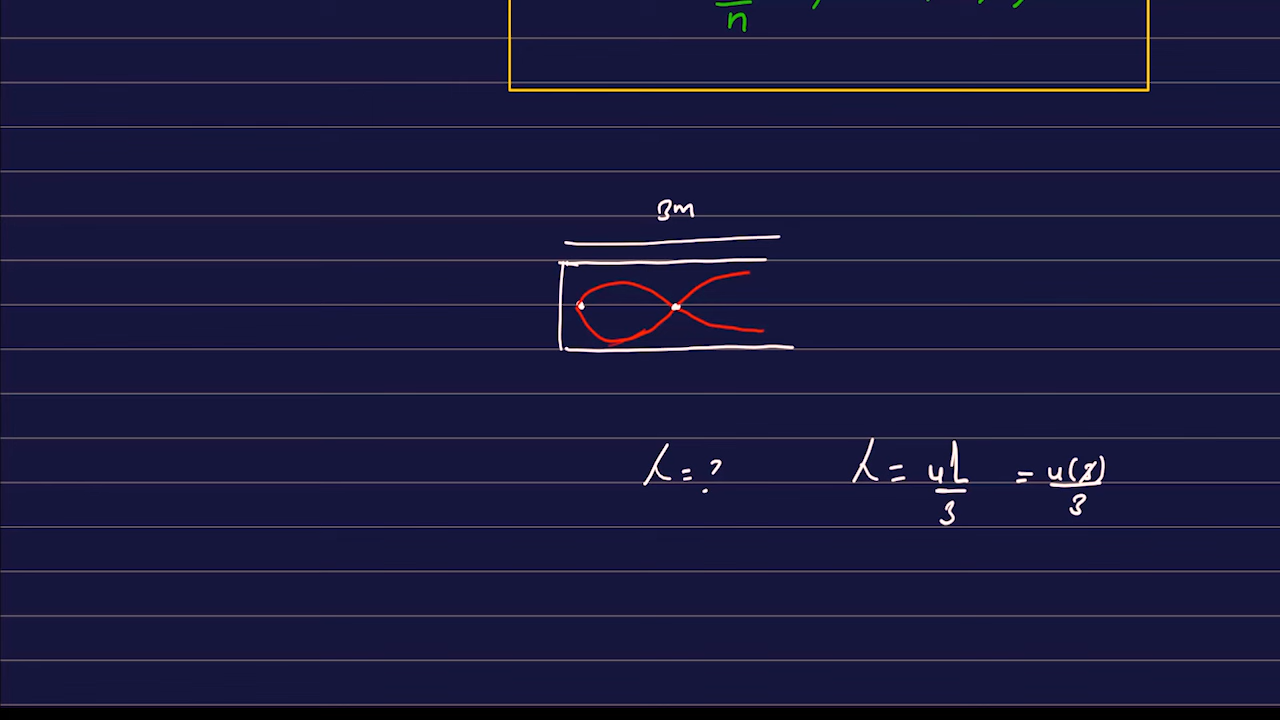 n
3m
λ = ? λ = 4L/3 = 4(3)/3